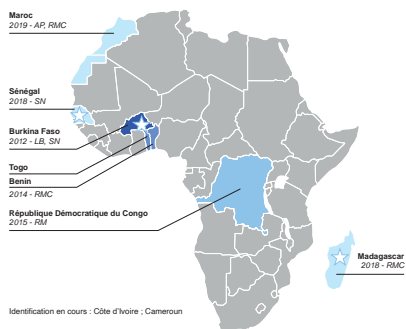 Maroc
2019 - AP, RMC
Sénégal
2018 - SN
Burkina Faso
2012 - LB, SN
Togo
Benin
2014 - RMC
République Démocratique du Congo
2015 - RM
Madagascar
2018 - RMC
Identification en cours : Côte d'Ivoire ; Cameroun